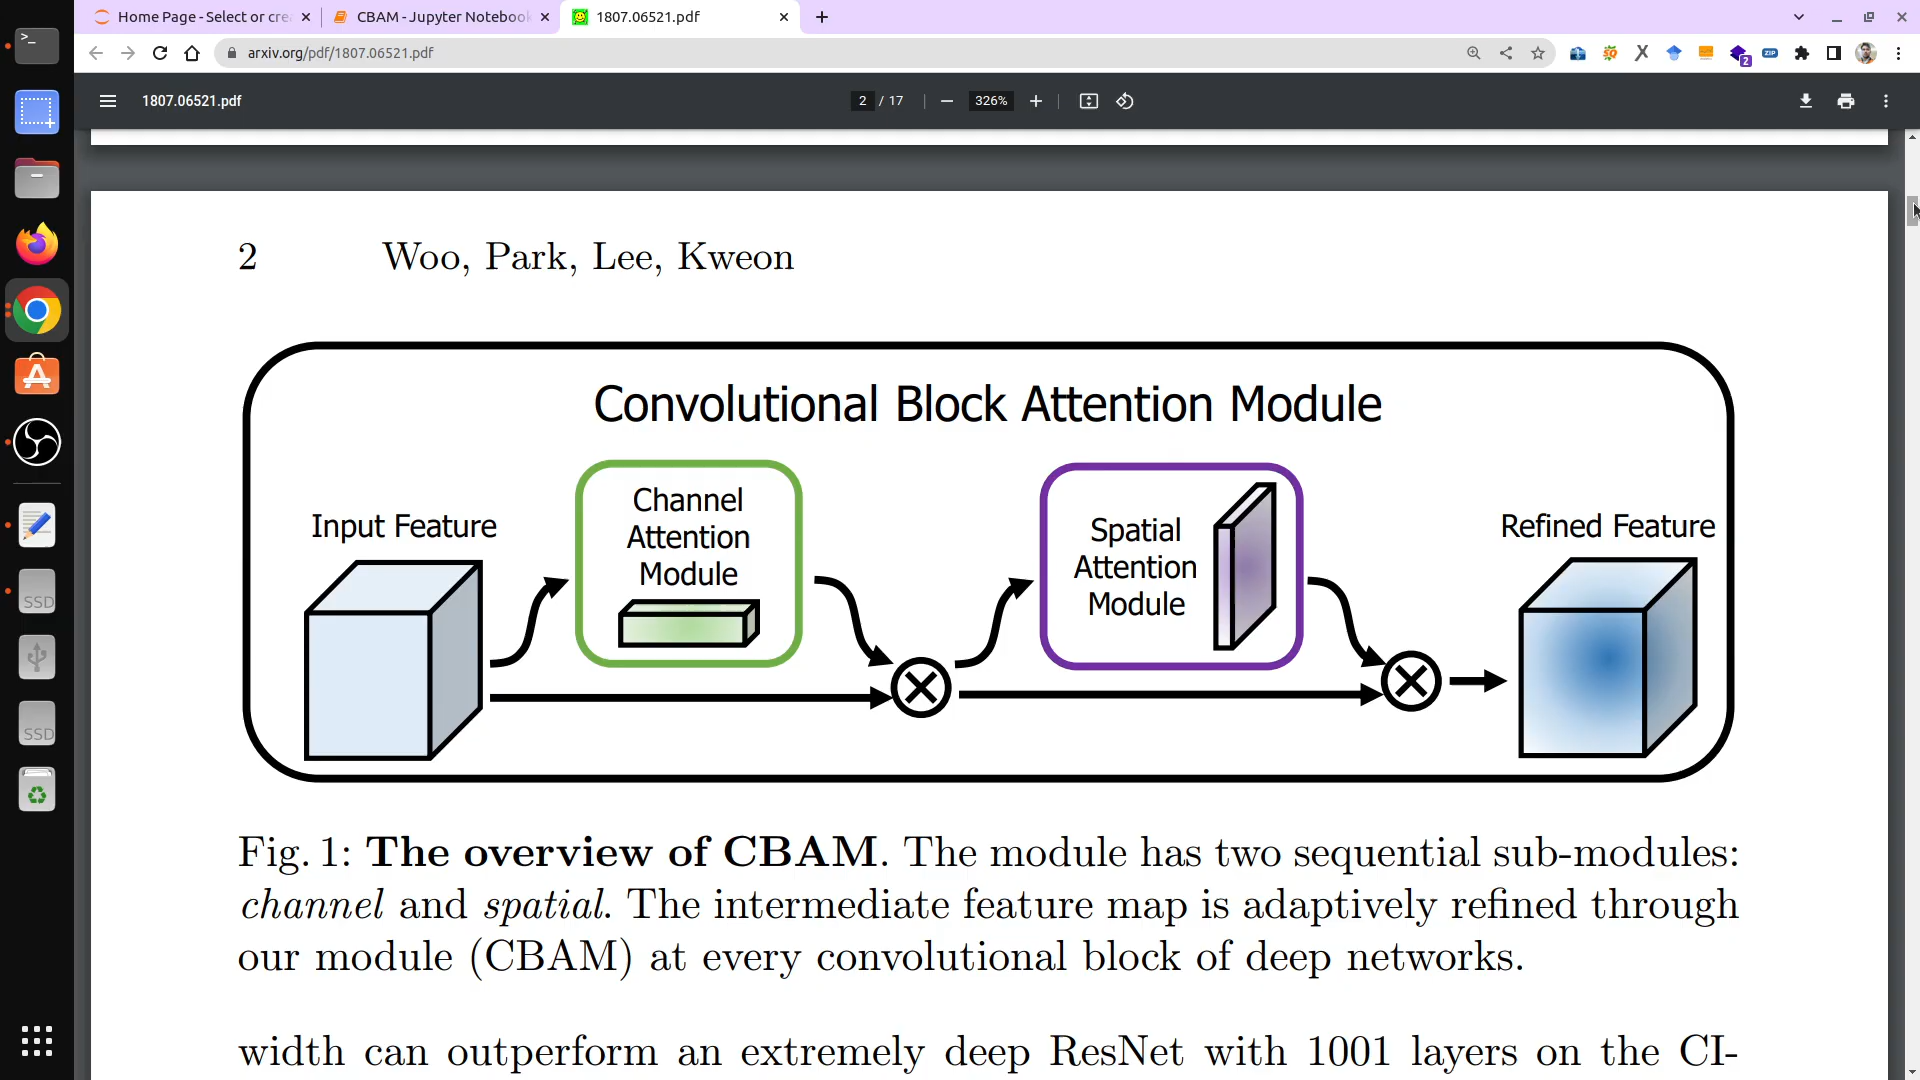 Home Page - Select or cre
CBAM - Jupyter Notebook
1807.06521.pdf
arxiv.org/pdf/1807.06521.pdf
2
ZIP
1807.06521.pdf
2 / 17
326%
2 Woo, Park, Lee, Kweon
Convolutional Block Attention Module
Input Feature
Channel
Attention
Module
Spatial
Attention
Module
Refined Feature
Fig. 1: The overview of CBAM. The module has two sequential sub-modules:
channel and spatial. The intermediate feature map is adaptively refined through
our module (CBAM) at every convolutional block of deep networks.
width can outperform an extremely deep ResNet with 1001 layers on the CI-
SSD
SSD